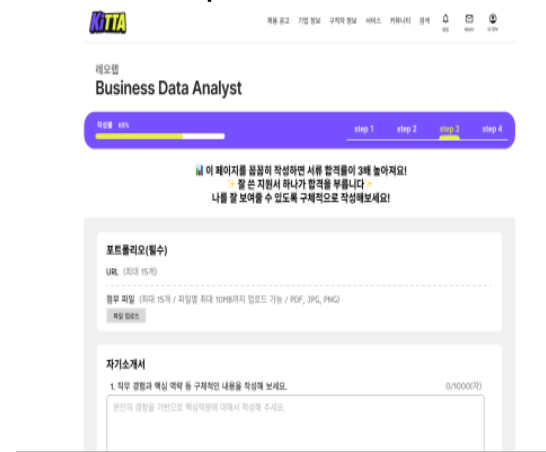 KiTTA
채용 공고 기업 정보 구직자 정보 서비스 커뮤니티 검색
레오랩
Business Data Analyst
작성률 65%
step 1 step 2 step 3 step 4
📊 이 페이지를 꼼꼼히 작성하면 서류 합격률이 3배 높아져요!
✨ 잘 쓴 지원서 하나가 합격을 부릅니다 ✨
나를 잘 보여줄 수 있도록 구체적으로 작성해보세요!
포트폴리오(필수)
URL (최대 15개)
첨부 파일 (최대 15개 / 파일별 최대 10MB까지 업로드 가능 / PDF, JPG, PNG)
파일 업로드
자기소개서
1. 직무 경험과 핵심 역량 등 구체적인 내용을 작성해 보세요.
0/1000(자)
본인의 경험을 기반으로 핵심역량에 대해서 작성해 주세요.